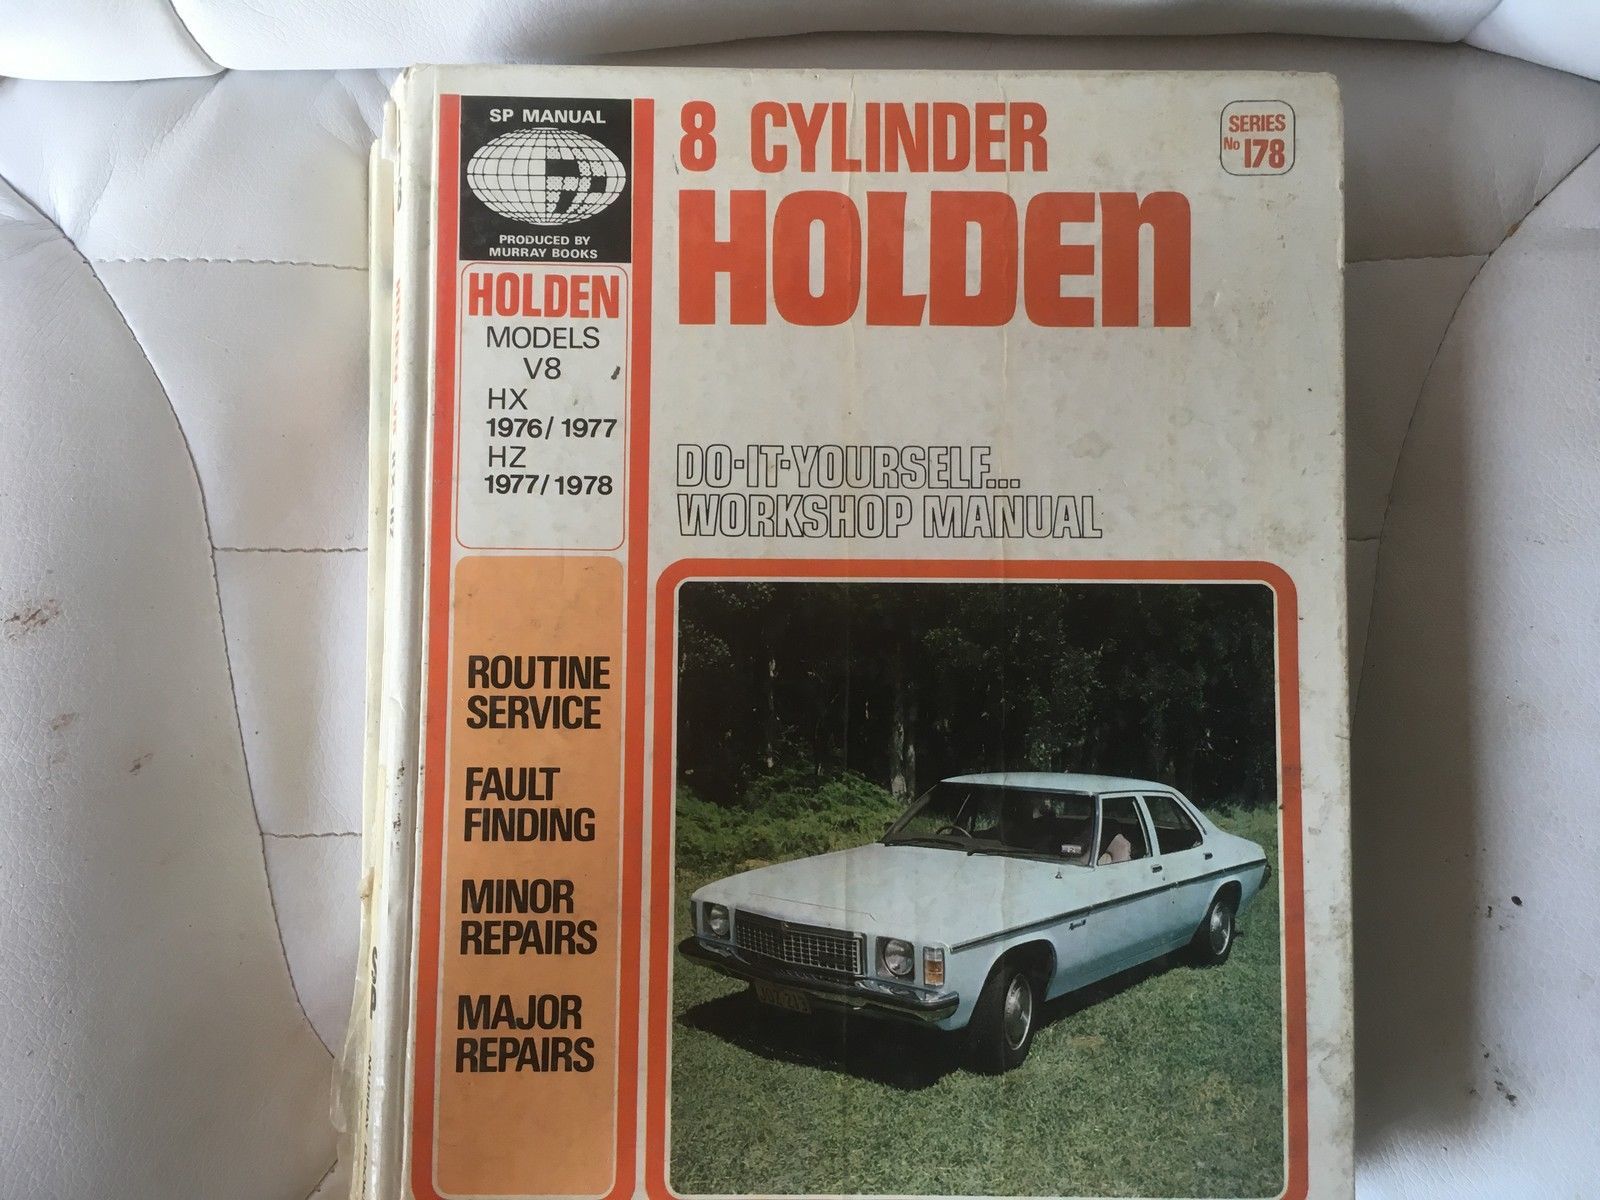 SP MANUAL
PRODUCED BY
MURRAY BOOKS
HOLDEN
MODELS
V8
HX
1976/1977
HZ
1977/1978
ROUTINE
SERVICE
FAULT
FINDING
MINOR
REPAIRS
MAJOR
REPAIRS
8 CYLINDER
HOLDEN
SERIES
No 178
DO-IT-YOURSELF...
WORKSHOP MANUAL